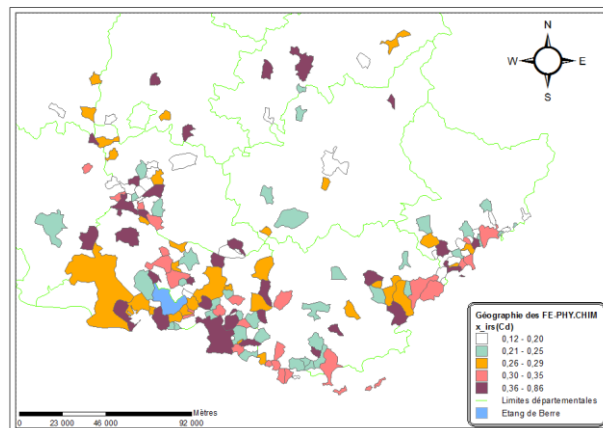 N
W E
S
Géographie des FE-PHY.CHIM
x_irs(Cd)
0,12 - 0,20
0,21 - 0,25
0,26 - 0,29
0,30 - 0,35
0,36 - 0,86
Limites départementales
Etang de Berre
Mètres
0 23 000 46 000 92 000